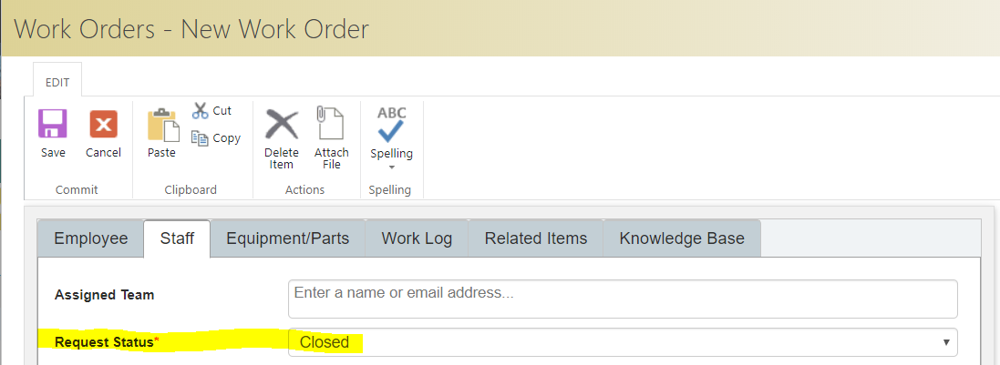 Work Orders - New Work Order
EDIT
Save
Cancel
Paste
Cut
Copy
Delete
Item
Attach
File
ABC
Spelling
Commit
Clipboard
Actions
Spelling
Employee
Staff
Equipment/Parts
Work Log
Related Items
Knowledge Base
Assigned Team
Enter a name or email address...
Request Status*
Closed